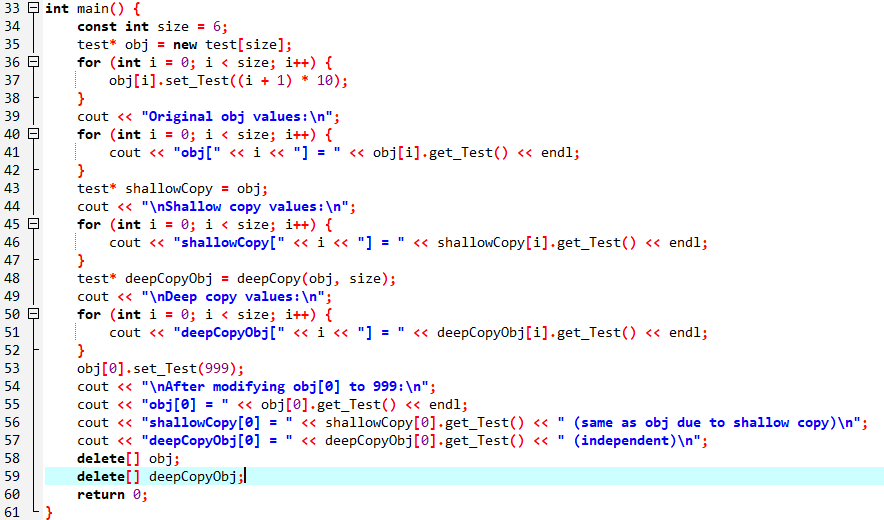 33 int main() {
34     const int size = 6;
35     test* obj = new test[size];
36     for (int i = 0; i < size; i++) {
37         obj[i].set_Test((i + 1) * 10);
38     }
39     cout << "Original obj values:\n";
40     for (int i = 0; i < size; i++) {
41         cout << "obj[" << i << "] = " << obj[i].get_Test() << endl;
42     }
43     test* shallowCopy = obj;
44     cout << "\nShallow copy values:\n";
45     for (int i = 0; i < size; i++) {
46         cout << "shallowCopy[" << i << "] = " << shallowCopy[i].get_Test() << endl;
47     }
48     test* deepCopyObj = deepCopy(obj, size);
49     cout << "\nDeep copy values:\n";
50     for (int i = 0; i < size; i++) {
51         cout << "deepCopyObj[" << i << "] = " << deepCopyObj[i].get_Test() << endl;
52     }
53     obj[0].set_Test(999);
54     cout << "\nAfter modifying obj[0] to 999:\n";
55     cout << "obj[0] = " << obj[0].get_Test() << endl;
56     cout << "shallowCopy[0] = " << shallowCopy[0].get_Test() << " (same as obj due to shallow copy)\n";
57     cout << "deepCopyObj[0] = " << deepCopyObj[0].get_Test() << " (independent)\n";
58     delete[] obj;
59     delete[] deepCopyObj;
60     return 0;
61 }